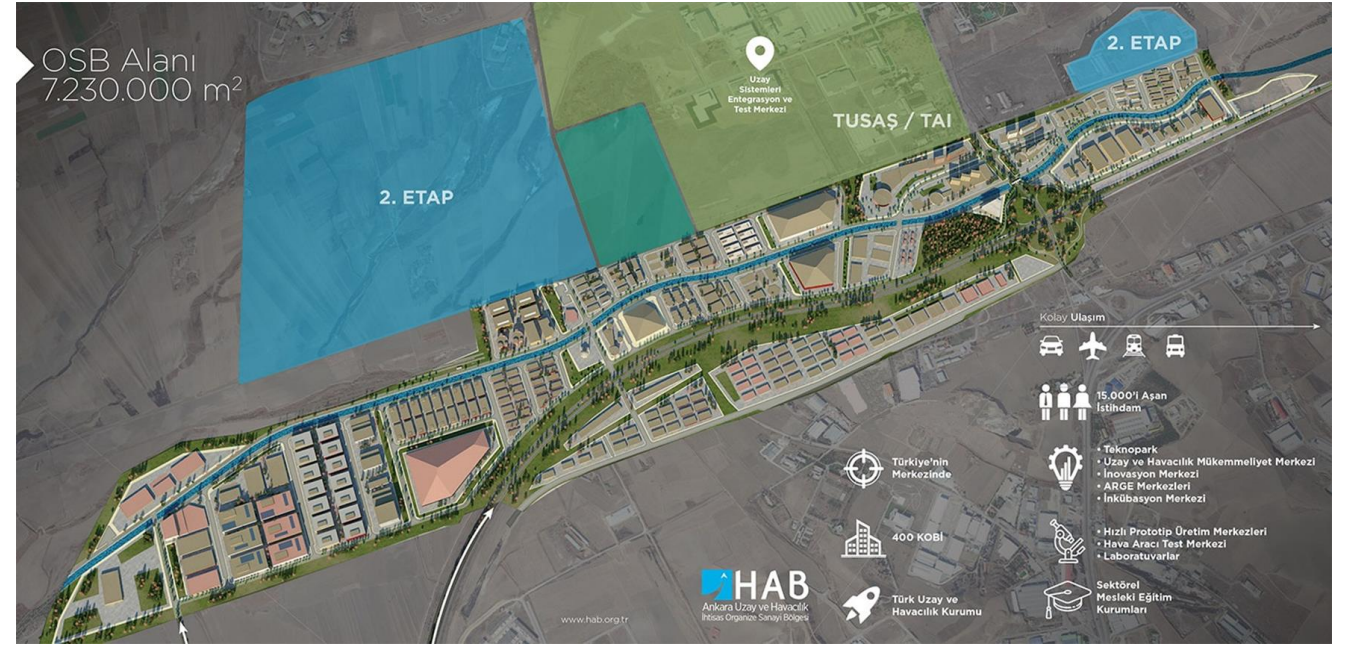 OSB Alanı
7.230.000 m²
2. ETAP
Uzay
Sistemleri
Entegrasyon ve
Test Merkezi
TUSAŞ / TAI
2. ETAP
Kolay Ulaşım
15.000'i Aşan
İstihdam
Türkiye'nin
Merkezinde
• Teknopark
• Uzay ve Havacılık Mükemmeliyet Merkezi
• İnovasyon Merkezi
• ARGE Merkezleri
• İnkübasyon Merkezi
400 KOBİ
• Hızlı Prototip Üretim Merkezleri
• Hava Aracı Test Merkezi
• Laboratuvarlar
HAB
Ankara Uzay ve Havacılık
İhtisas Organize Sanayi Bölgesi
Türk Uzay ve
Havacılık Kurumu
Sektörel
Mesleki Eğitim
Kurumları
www.hab.org.tr